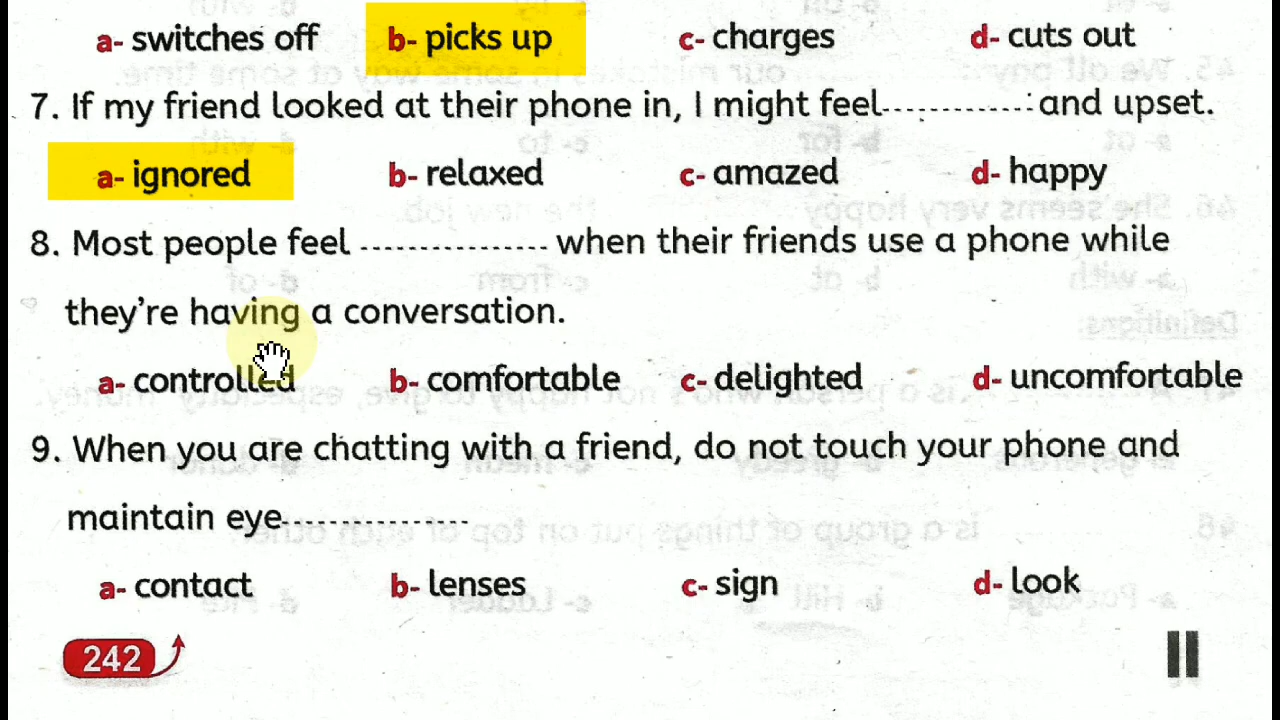 a- switches off b- picks up c- charges d- cuts out
7. If my friend looked at their phone in, I might feel-------------and upset.
a- ignored b- relaxed c- amazed d- happy
8. Most people feel ---------------- when their friends use a phone while
they're having a conversation.
a- controlled b- comfortable c- delighted d- uncomfortable
9. When you are chatting with a friend, do not touch your phone and
maintain eye----------------
a- contact b- lenses c- sign d- look
242